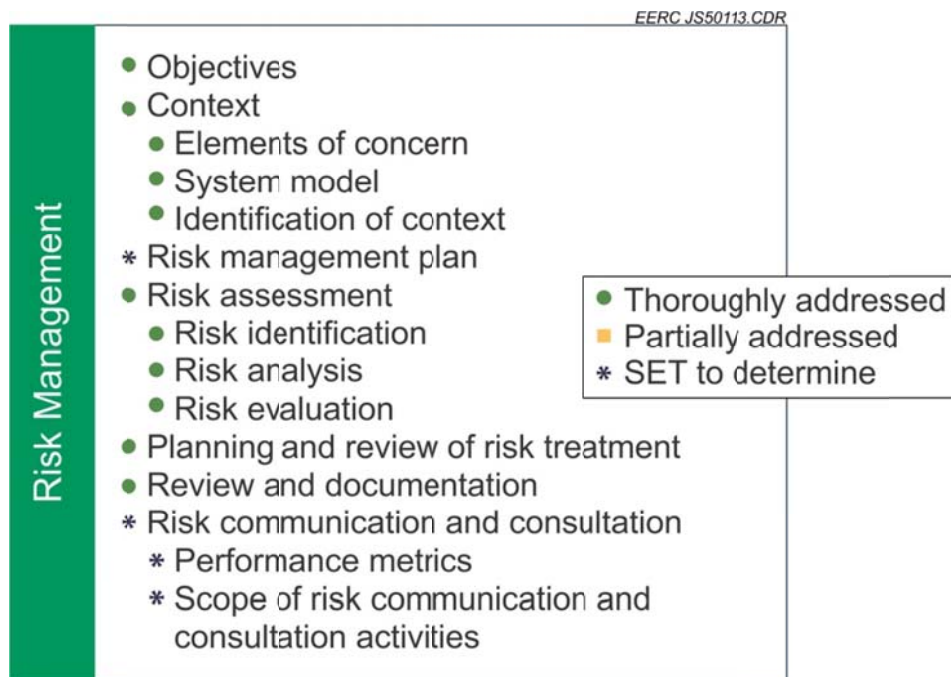 EERC JS50113.CDR
Risk Management
Objectives
Context
Elements of concern
System model
Identification of context
* Risk management plan
Risk assessment
Risk identification
Risk analysis
Risk evaluation
Planning and review of risk treatment
Review and documentation
* Risk communication and consultation
* Performance metrics
* Scope of risk communication and
consultation activities
Thoroughly addressed
Partially addressed
* SET to determine